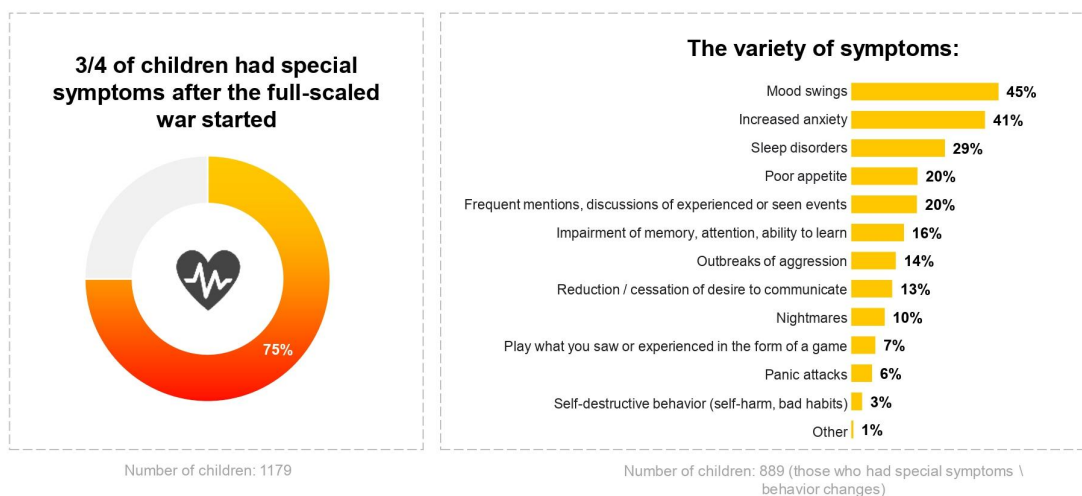 3/4 of children had special
symptoms after the full-scaled
war started
75%
Number of children: 1179
The variety of symptoms:
Mood swings 45%
Increased anxiety 41%
Sleep disorders 29%
Poor appetite 20%
Frequent mentions, discussions of experienced or seen events 20%
Impairment of memory, attention, ability to learn 16%
Outbreaks of aggression 14%
Reduction / cessation of desire to communicate 13%
Nightmares 10%
Play what you saw or experienced in the form of a game 7%
Panic attacks 6%
Self-destructive behavior (self-harm, bad habits) 3%
Other 1%
Number of children: 889 (those who had special symptoms \
behavior changes)